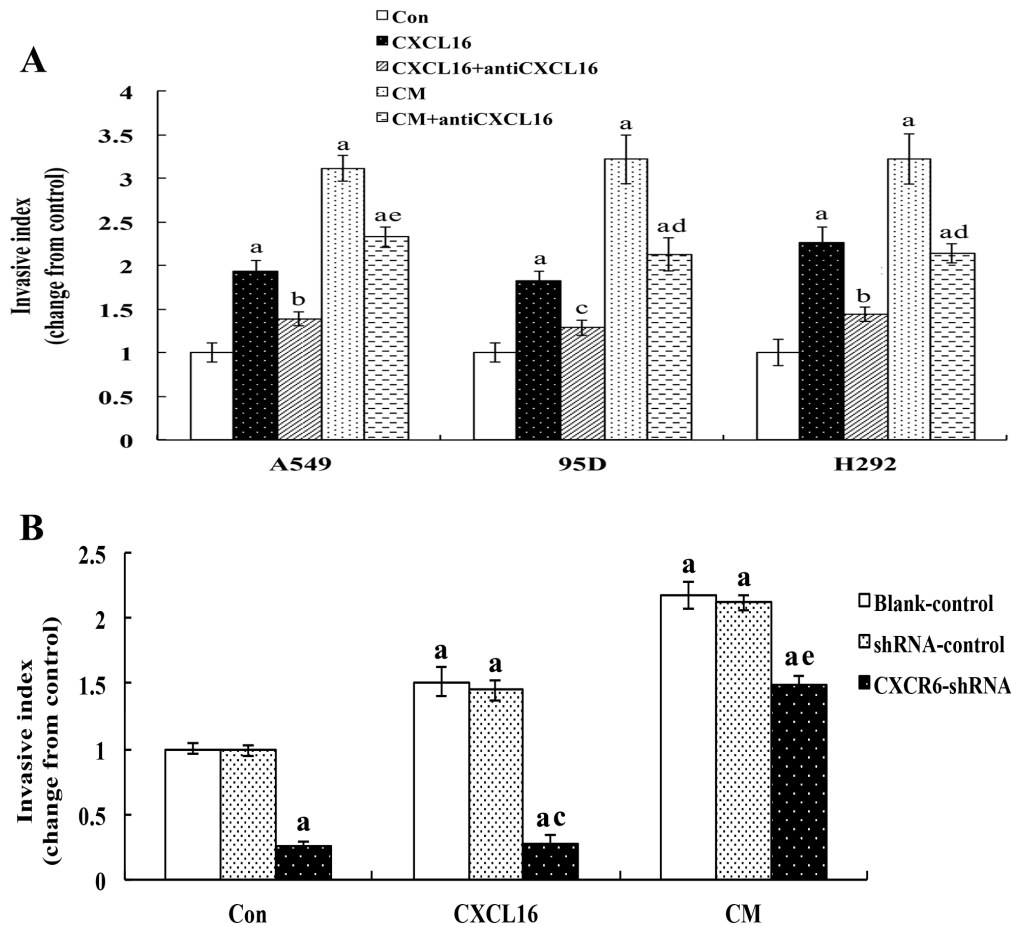 Con
A
CXCL16
CXCL16+antiCXCL16
CM
CM+antiCXCL16
Invasive index
(change from control)
4
3.5
3
2.5
2
1.5
1
0.5
0
a b a ae
a c a ad
a b a ad
A549 95D H292
B
Invasive index
(change from control)
2.5
2
1.5
1
0.5
0
a
a a ac
a a ae
Blank-control
shRNA-control
CXCR6-shRNA
Con CXCL16 CM